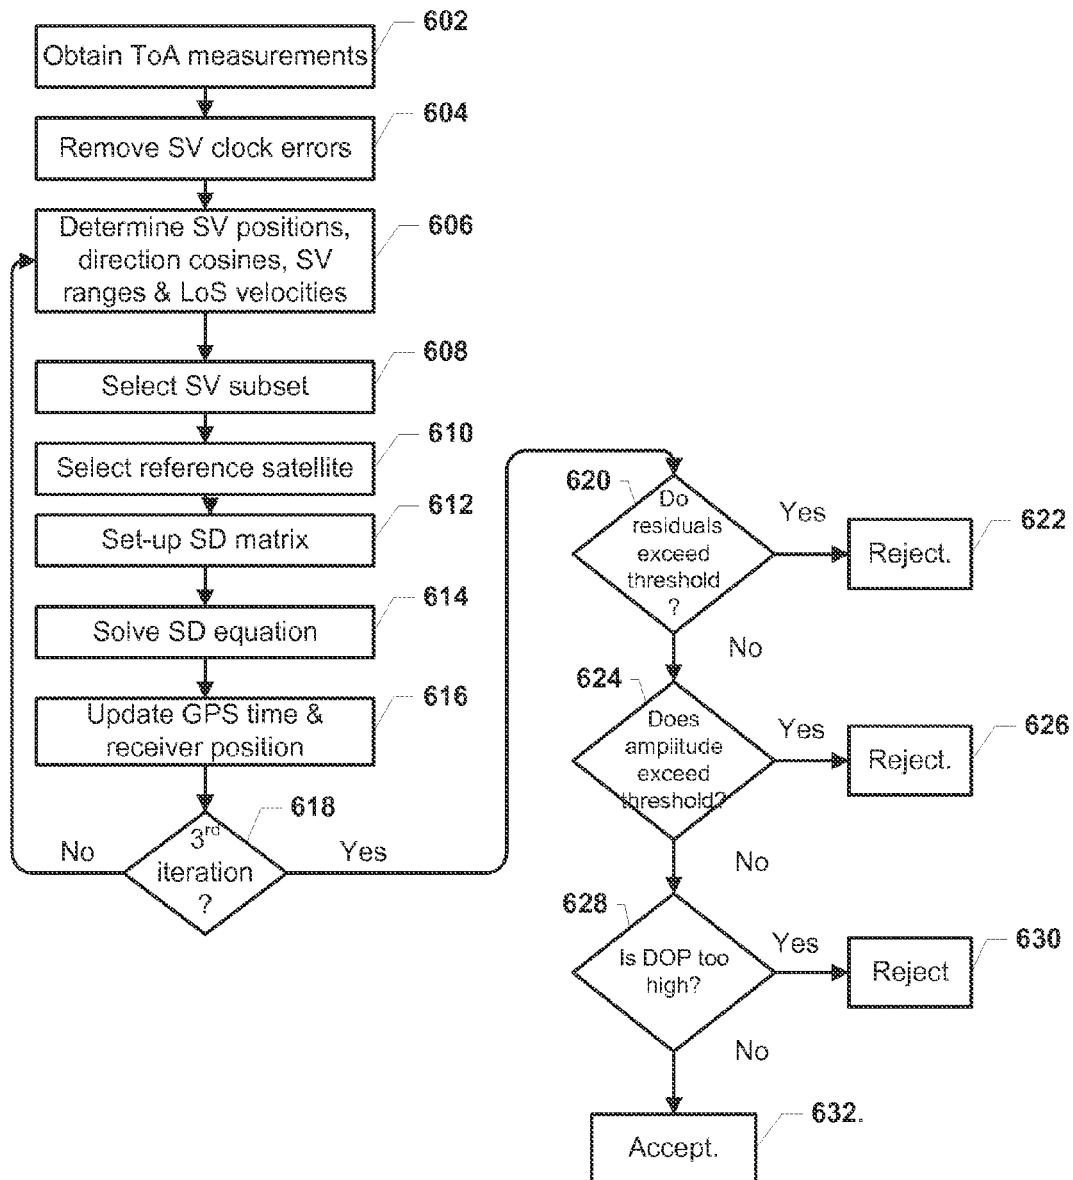 602
Obtain ToA measurements
604
Remove SV clock errors
606
Determine SV positions,
direction cosines, SV
ranges & LoS velocities
608
Select SV subset
610
Select reference satellite
612
Set-up SD matrix
614
Solve SD equation
616
Update GPS time &
receiver position
618
3rd
iteration
?
No
Yes
620
Do
residuals
exceed
threshold
?
Yes
622
Reject.
No
624
Does
ampiitude
exceed
threshold?
Yes
626
Reject.
No
628
Is DOP too
high?
Yes
630
Reject
No
632.
Accept.